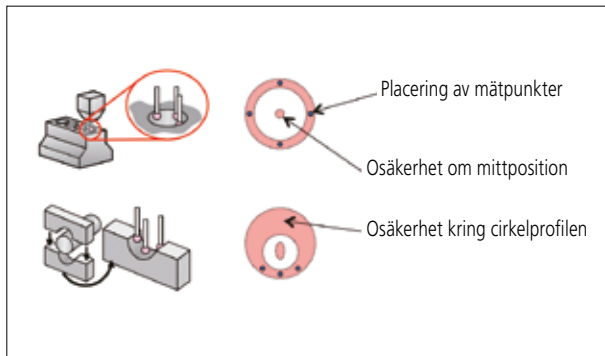 Placering av mätpunkter
Osäkerhet om mittposition
Osäkerhet kring cirkelprofilen